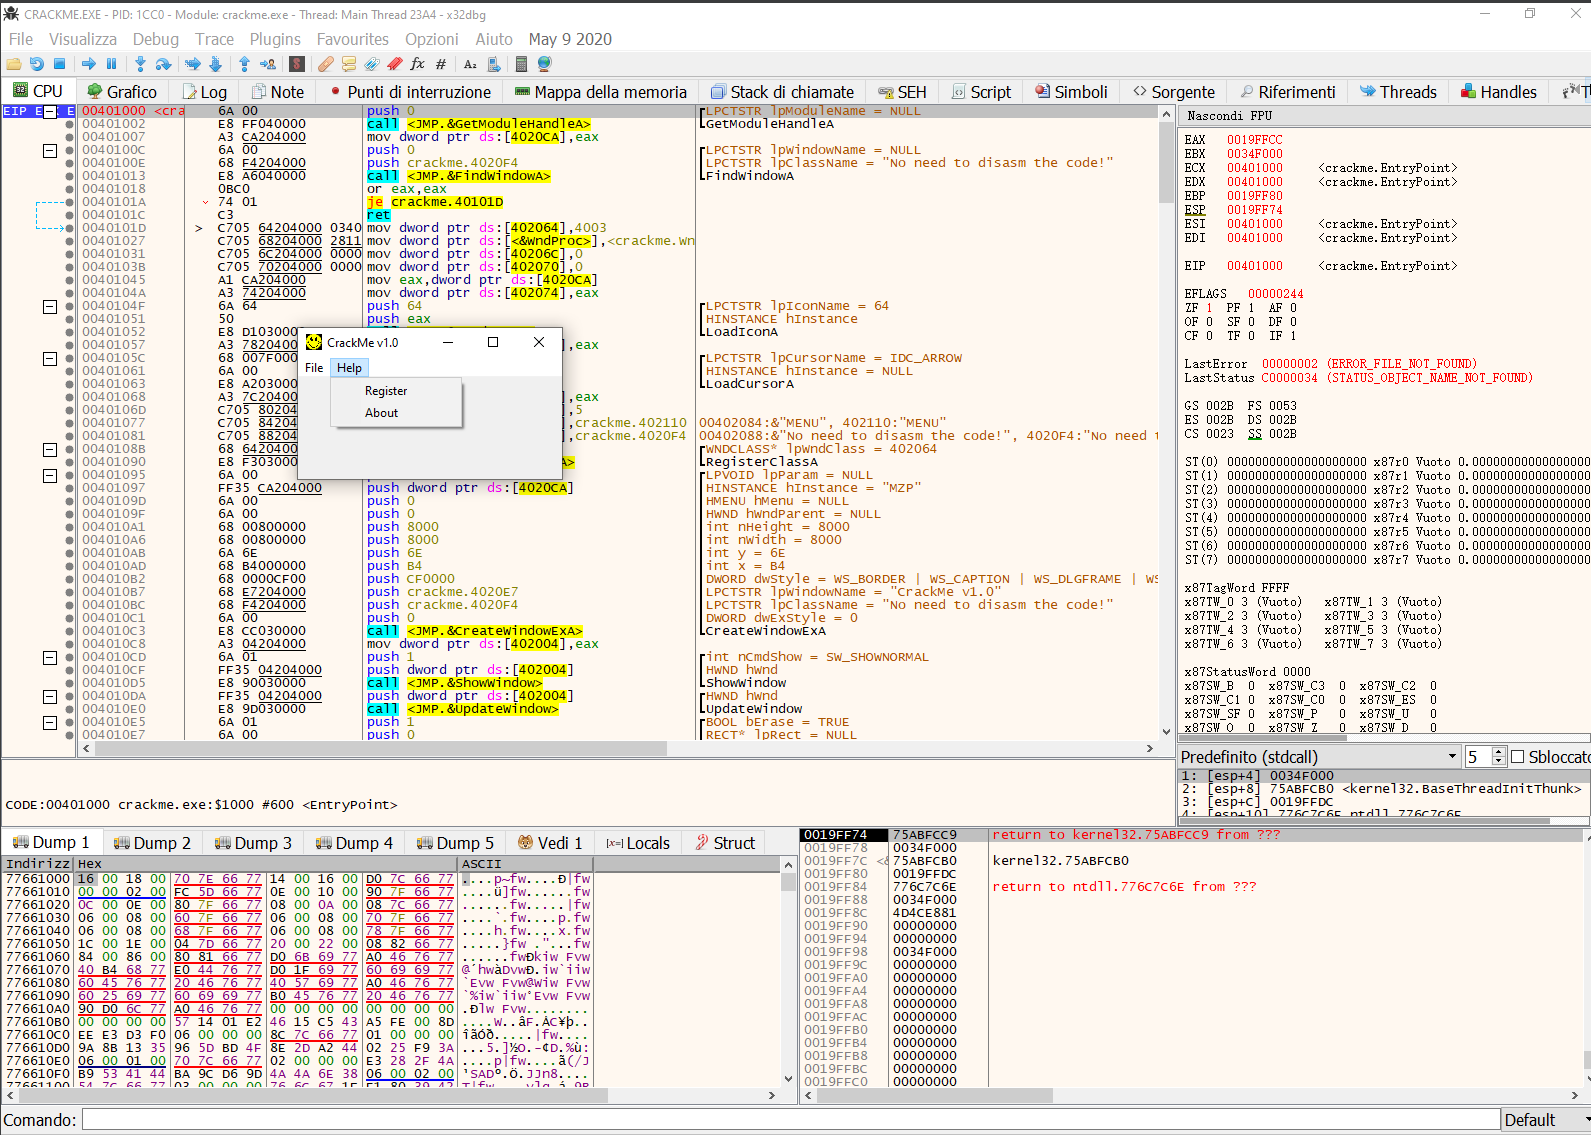 CRACKME.EXE - PID: 1CC0 - Module: crackme.exe - Thread: Main Thread 23A4 - x32dbg
File Visualizza Debug Trace Plugins Favourites Opzioni Aiuto May 9 2020
CPU Grafico Log Note Punti di interruzione Mappa della memoria Stack di chiamate SEH Script Simboli Sorgente Riferimenti Threads Handles
00401000 <cra 6A 00 push 0 LPCTSTR lpModuleName = NULL
00401002 E8 FF040000 call <JMP.&GetModuleHandleA> GetModuleHandleA
00401007 A3 CA204000 mov dword ptr ds:[4020CA],eax
0040100C 6A 00 push 0 LPCTSTR lpWindowName = NULL
0040100E 68 F4204000 push crackme.4020F4 LPCTSTR lpClassName = "No need to disasm the code!"
00401013 E8 A6040000 call <JMP.&FindWindowA> FindWindowA
00401018 0BC0 or eax,eax
0040101A 74 01 je crackme.40101D
0040101C C3 ret
0040101D > C705 64204000 0340 mov dword ptr ds:[402064],4003
00401027 C705 68204000 2811 mov dword ptr ds:[<&WndProc>],<crackme.Wn
00401031 C705 6C204000 0000 mov dword ptr ds:[40206C],0
0040103B C705 70204000 0000 mov dword ptr ds:[402070],0
00401045 A1 CA204000 mov eax,dword ptr ds:[4020CA]
0040104A A3 74204000 mov dword ptr ds:[402074],eax
0040104F 6A 64 push 64 LPCTSTR lpIconName = 64
00401051 50 push eax HINSTANCE hInstance
00401052 E8 D1030000 LoadIconA
00401057 A3 78204000 ],eax
0040105C 68 007F0000 LPCTSTR lpCursorName = IDC_ARROW
00401061 6A 00 HINSTANCE hInstance = NULL
00401063 E8 A2030000 LoadCursorA
00401068 A3 7C204000 ],eax
0040106D C705 80204 ],5
00401077 C705 84204 ],crackme.402110 00402084:&"MENU", 402110:"MENU"
00401081 C705 88204 ],crackme.4020F4 00402088:&"No need to disasm the code!", 4020F4:"No need t
0040108B 68 6420400 WNDCLASS* lpWndClass = 402064
00401090 E8 F303000 A> RegisterClassA
00401095 6A 00 LPVOID lpParam = NULL
00401097 FF35 CA204000 push dword ptr ds:[4020CA] HINSTANCE hInstance = "MZP"
0040109D 6A 00 push 0 HMENU hMenu = NULL
0040109F 6A 00 push 0 HWND hWndParent = NULL
004010A1 68 00800000 push 8000 int nHeight = 8000
004010A6 68 00800000 push 8000 int nWidth = 8000
004010AB 6A 6E push 6E int y = 6E
004010AD 68 B4000000 push B4 int x = B4
004010B2 68 0000CF00 push CF0000 DWORD dwStyle = WS_BORDER | WS_CAPTION | WS_DLGFRAME | WS
004010B7 68 E7204000 push crackme.4020E7 LPCTSTR lpWindowName = "CrackMe v1.0"
004010BC 68 F4204000 push crackme.4020F4 LPCTSTR lpClassName = "No need to disasm the code!"
004010C1 6A 00 push 0 DWORD dwExStyle = 0
004010C3 E8 CC030000 call <JMP.&CreateWindowExA> CreateWindowExA
004010C8 A3 04204000 mov dword ptr ds:[402004],eax
004010CD 6A 01 push 1 int nCmdShow = SW_SHOWNORMAL
004010CF FF35 04204000 push dword ptr ds:[402004] HWND hWnd
004010D5 E8 90030000 call <JMP.&ShowWindow> ShowWindow
004010DA FF35 04204000 push dword ptr ds:[402004] HWND hWnd
004010E0 E8 9D030000 call <JMP.&UpdateWindow> UpdateWindow
004010E5 6A 01 push 1 BOOL bErase = TRUE
004010E7 6A 00 push 0 RECT* lpRect = NULL
CrackMe v1.0
File Help
Register
About
Nascondi FPU
EAX 0019FFCC
EBX 0034F000
ECX 00401000 <crackme.EntryPoint>
EDX 00401000 <crackme.EntryPoint>
EBP 0019FF80
ESP 0019FF74
ESI 00401000 <crackme.EntryPoint>
EDI 00401000 <crackme.EntryPoint>
EIP 00401000 <crackme.EntryPoint>
EFLAGS 00000244
ZF 1 PF 1 AF 0
OF 0 SF 0 DF 0
CF 0 TF 0 IF 1
LastError 00000002 (ERROR_FILE_NOT_FOUND)
LastStatus C0000034 (STATUS_OBJECT_NAME_NOT_FOUND)
GS 002B FS 0053
ES 002B DS 002B
CS 0023 SS 002B
ST(0) 00000000000000000000 x87r0 Vuoto 0.0000000000000000
ST(1) 00000000000000000000 x87r1 Vuoto 0.0000000000000000
ST(2) 00000000000000000000 x87r2 Vuoto 0.0000000000000000
ST(3) 00000000000000000000 x87r3 Vuoto 0.0000000000000000
ST(4) 00000000000000000000 x87r4 Vuoto 0.0000000000000000
ST(5) 00000000000000000000 x87r5 Vuoto 0.0000000000000000
ST(6) 00000000000000000000 x87r6 Vuoto 0.0000000000000000
ST(7) 00000000000000000000 x87r7 Vuoto 0.0000000000000000
x87TagWord FFFF
x87TW_0 3 (Vuoto) x87TW_1 3 (Vuoto)
x87TW_2 3 (Vuoto) x87TW_3 3 (Vuoto)
x87TW_4 3 (Vuoto) x87TW_5 3 (Vuoto)
x87TW_6 3 (Vuoto) x87TW_7 3 (Vuoto)
x87StatusWord 0000
x87SW_B 0 x87SW_C3 0 x87SW_C2 0
x87SW_C1 0 x87SW_C0 0 x87SW_ES 0
x87SW_SF 0 x87SW_P 0 x87SW_U 0
x87SW_O 0 x87SW_Z 0 x87SW_D 0
Predefinito (stdcall) 5 Sbloccato
1: [esp+4] 0034F000
2: [esp+8] 75ABFCB0 <kernel32.BaseThreadInitThunk>
3: [esp+C] 0019FFDC
4: [esp+10] 776C7C6E ntdll.776C7C6E
CODE:00401000 crackme.exe:$1000 #600 <EntryPoint>
Dump 1 Dump 2 Dump 3 Dump 4 Dump 5 Vedi 1 Locals Struct
Indirizz Hex ASCII
77661000 16 00 18 00 70 7E 66 77 14 00 16 00 D0 7C 66 77 ....p~fw....Ð|fw
77661010 00 00 02 00 FC 5D 66 77 0E 00 10 00 90 7F 66 77 ....ü]fw......fw
77661020 0C 00 0E 00 80 7F 66 77 08 00 0A 00 08 7C 66 77 ......fw.....|fw
77661030 06 00 08 00 60 7F 66 77 06 00 08 00 70 7F 66 77 ....`.fw....p.fw
77661040 06 00 08 00 68 7F 66 77 06 00 08 00 78 7F 66 77 ....h.fw....x.fw
77661050 1C 00 1E 00 04 7D 66 77 20 00 22 00 08 82 66 77 .....}fw ."...fw
77661060 84 00 86 00 80 81 66 77 D0 6B 69 77 A0 46 76 77 ......fwÐkiw Fvw
77661070 40 B4 68 77 E0 44 76 77 D0 1F 69 77 60 69 69 77 @´hwàDvwÐ.iw`iiw
77661080 60 45 76 77 20 46 76 77 40 57 69 77 A0 46 76 77 `Evw Fvw@Wiw Fvw
77661090 60 25 69 77 60 69 69 77 B0 45 76 77 20 46 76 77 `%iw`iiw°Evw Fvw
776610A0 90 D0 6C 77 A0 46 76 77 00 00 00 00 00 00 00 00 .Ðlw Fvw........
776610B0 00 00 00 00 57 14 01 E2 46 15 C5 43 A5 FE 00 8D ....W..âF.ÅC¥þ..
776610C0 EE E3 D3 F0 06 00 00 00 8C 7C 66 77 01 00 00 00 îãÓð.....|fw....
776610D0 9A 8B 13 35 96 5D BD 4F 8E 2D A2 44 02 25 F9 3A ...5.]½O.-¢D.%ù:
776610E0 06 00 01 00 70 7C 66 77 02 00 00 00 E3 28 2F 4A ....p|fw....ã(/J
776610F0 B9 53 41 44 BA 9C D6 9D 4A 4A 6E 38 06 00 02 00 ¹SADº.Ö.JJn8....
0019FF74 75ABFCC9 return to kernel32.75ABFCC9 from ???
0019FF78 0034F000
0019FF7C 75ABFCB0 kernel32.75ABFCB0
0019FF80 0019FFDC
0019FF84 776C7C6E return to ntdll.776C7C6E from ???
0019FF88 0034F000
0019FF8C 4D4CE881
0019FF90 00000000
0019FF94 00000000
0019FF98 0034F000
0019FF9C 00000000
0019FFA0 00000000
0019FFA4 00000000
0019FFA8 00000000
0019FFAC 00000000
0019FFB0 00000000
0019FFB4 00000000
0019FFB8 00000000
0019FFBC 00000000
0019FFC0 00000000
Comando: Default